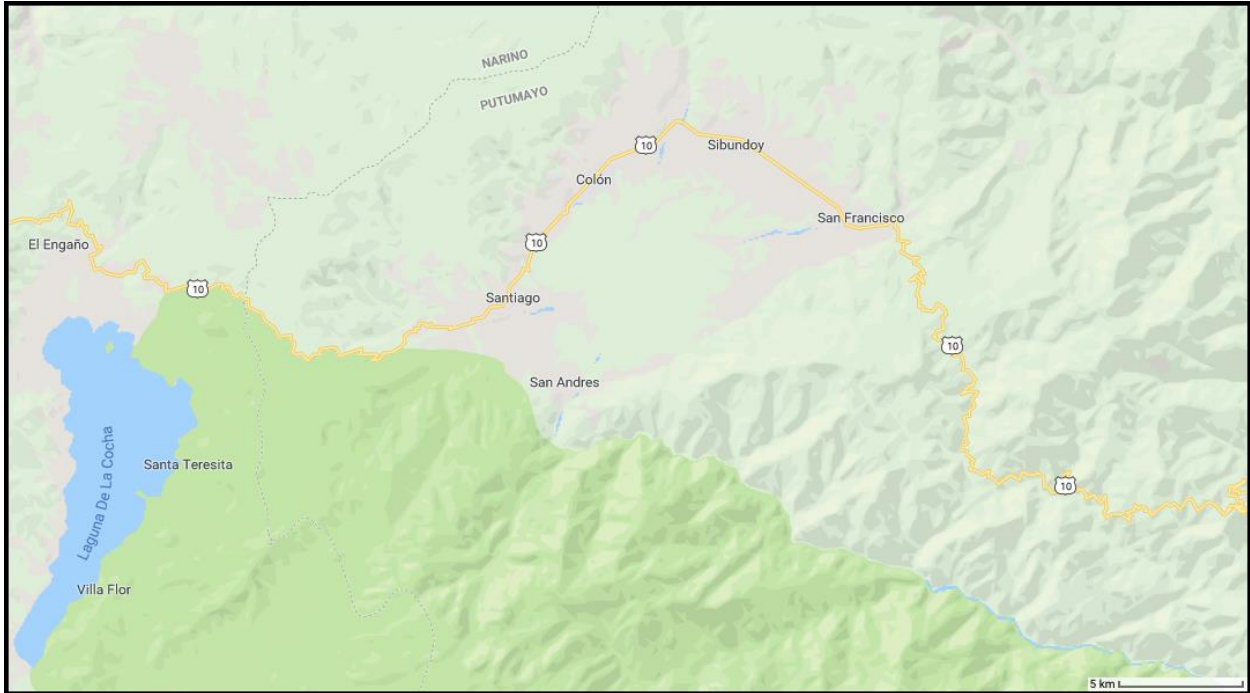 NARINO
PUTUMAYO
10
Sibundoy
Colón
San Francisco
El Engaño
10
10
Santiago
10
San Andres
Laguna De La Cocha
Santa Teresita
10
Villa Flor
5 km